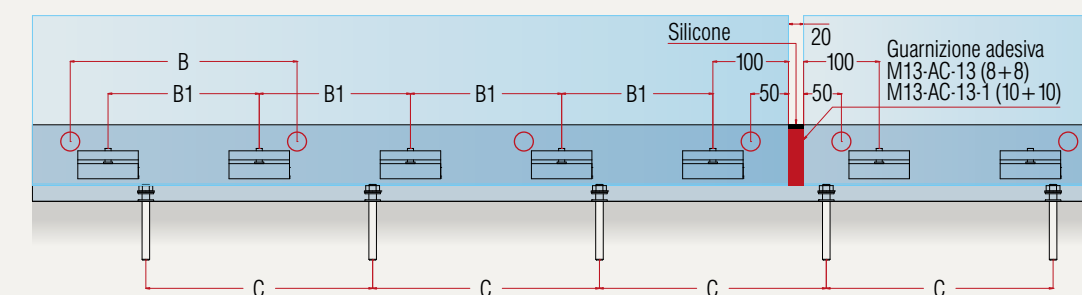 Silicone
20
Guarnizione adesiva
M13-AC-13 (8+8)
M13-AC-13-1 (10+10)
B
100
100
B1
B1
B1
B1
50
50
C
C
C
C